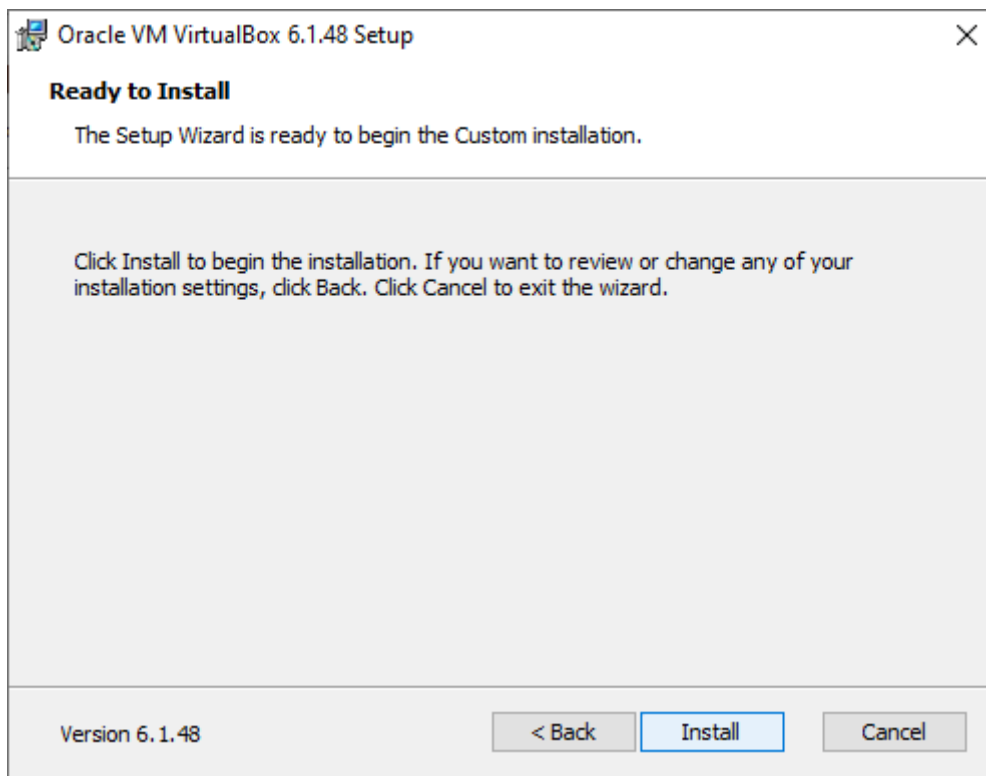 Oracle VM VirtualBox 6.1.48 Setup
Ready to Install
The Setup Wizard is ready to begin the Custom installation.
Click Install to begin the installation. If you want to review or change any of your
installation settings, click Back. Click Cancel to exit the wizard.
Version 6.1.48
< Back
Install
Cancel